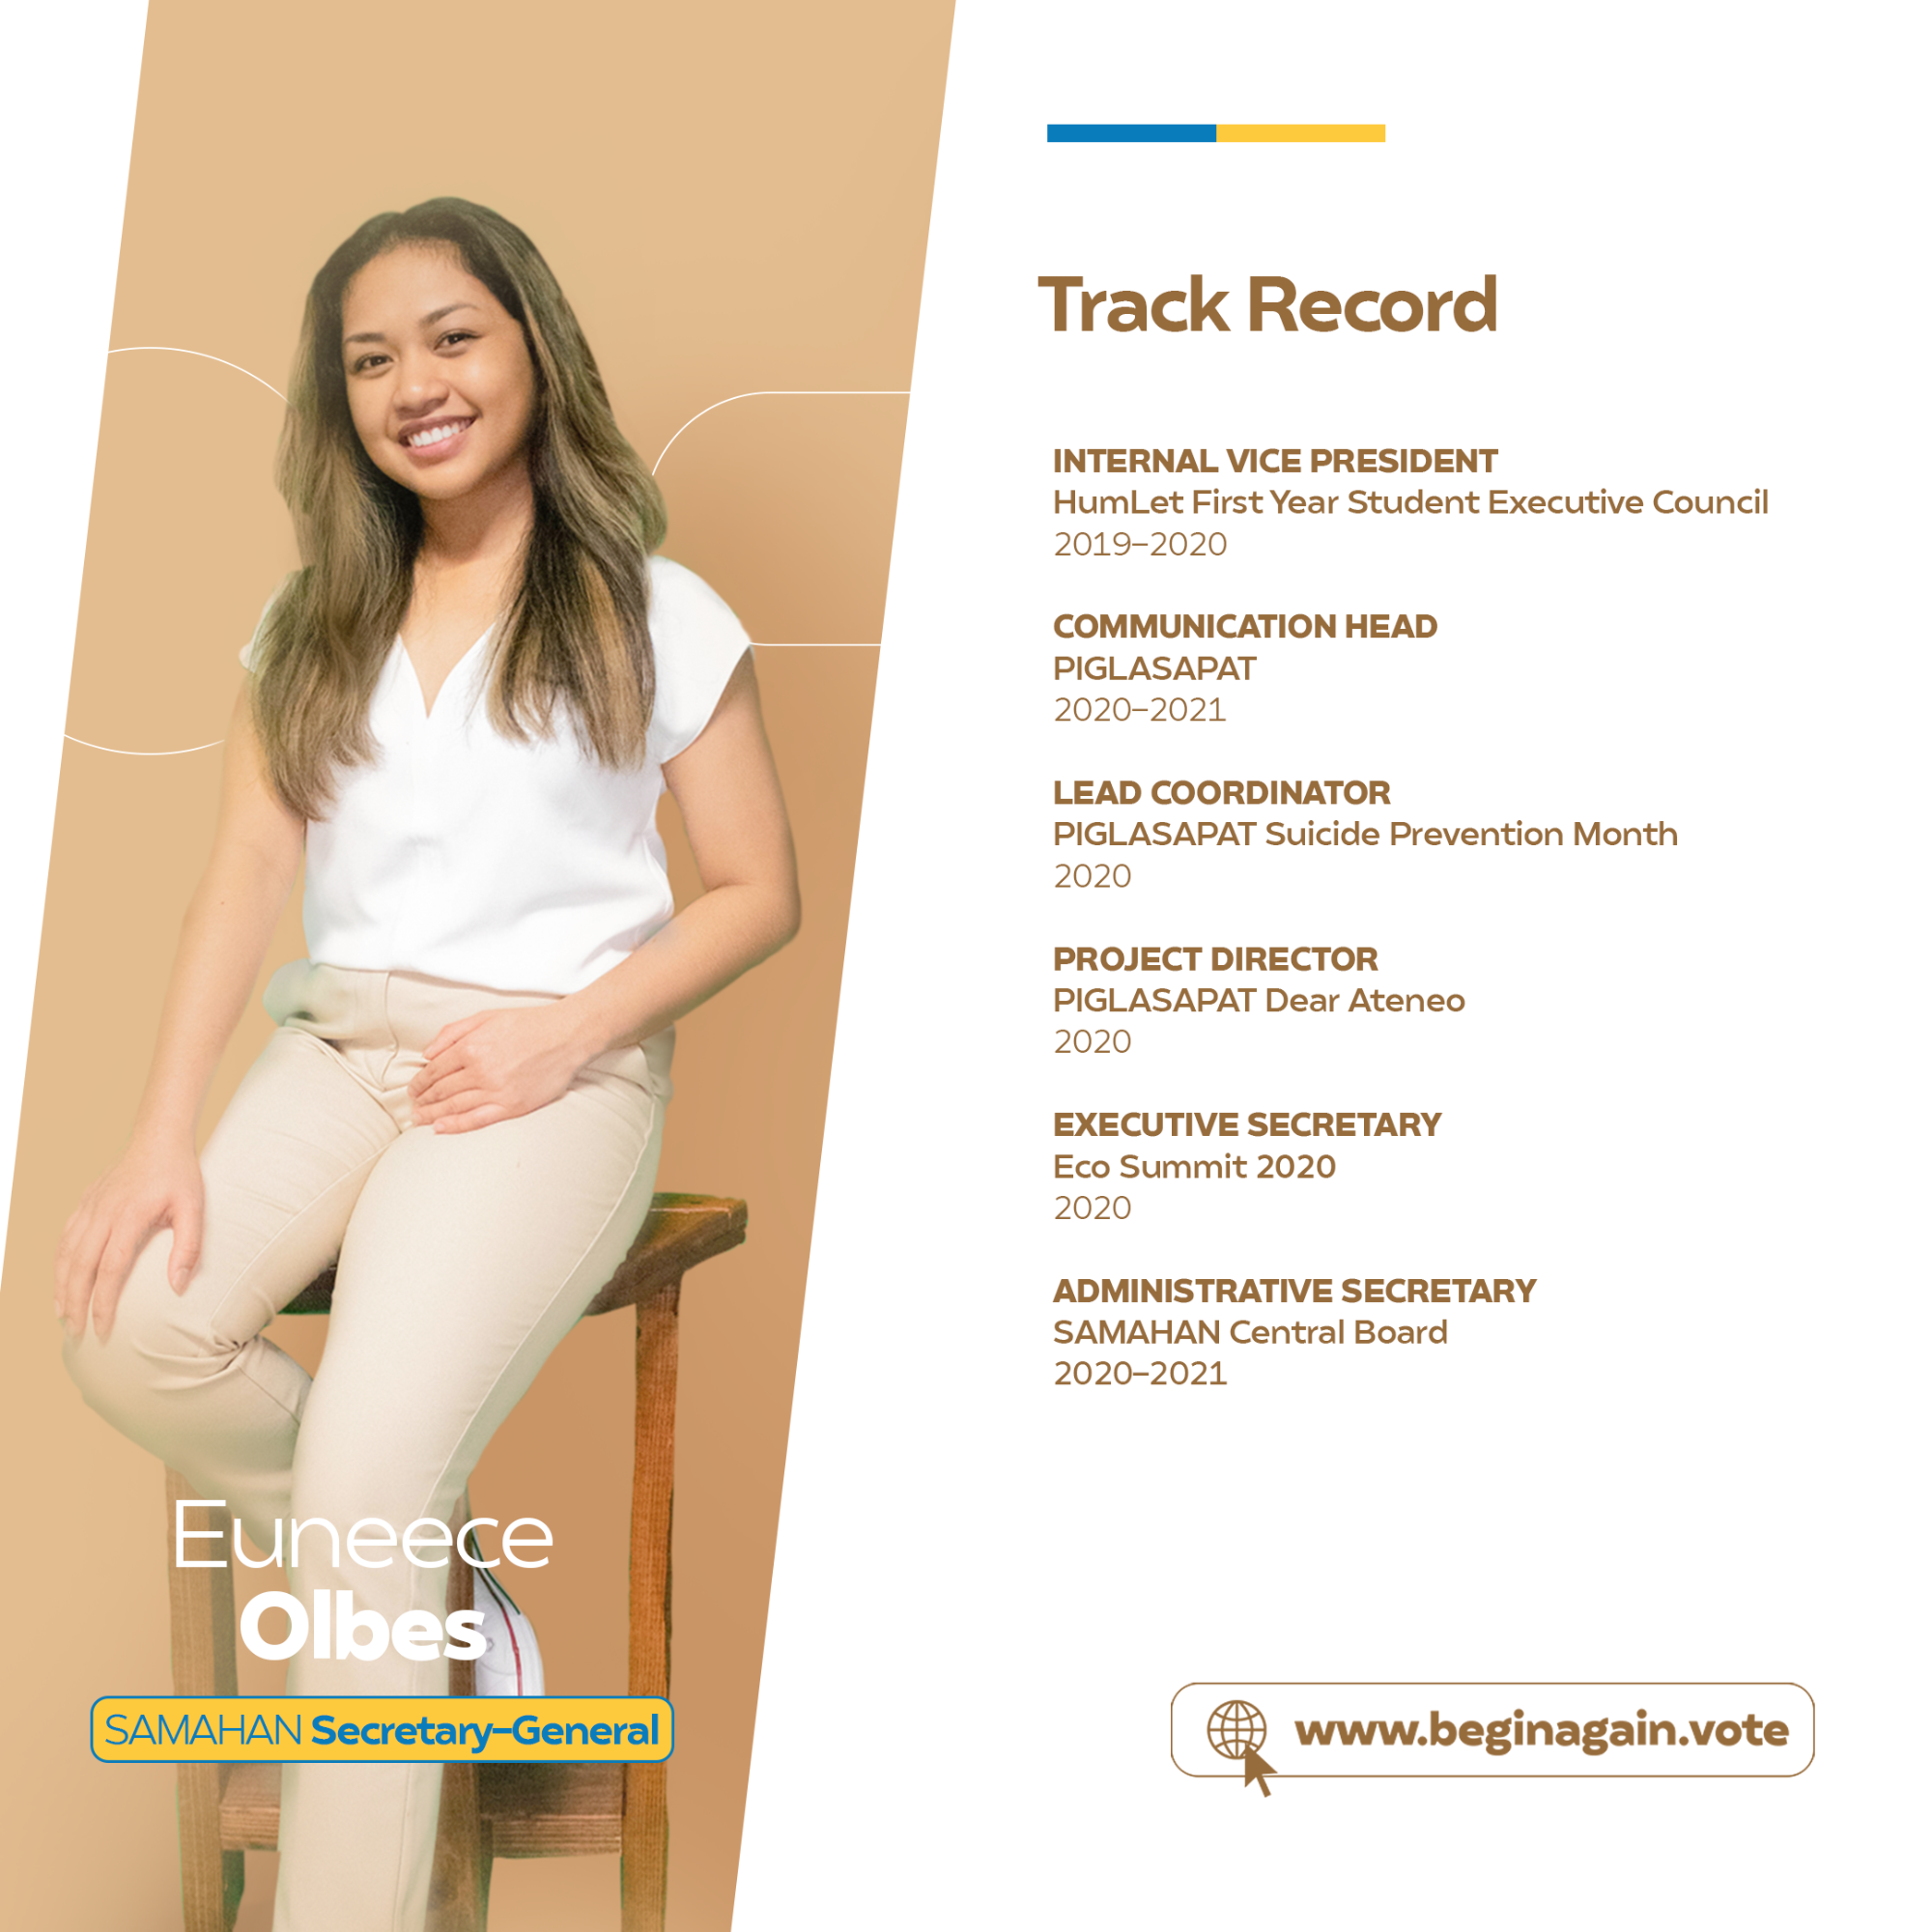 Track Record
INTERNAL VICE PRESIDENT
HumLet First Year Student Executive Council
2019–2020
COMMUNICATION HEAD
PIGLASAPAT
2020–2021
LEAD COORDINATOR
PIGLASAPAT Suicide Prevention Month
2020
PROJECT DIRECTOR
PIGLASAPAT Dear Ateneo
2020
EXECUTIVE SECRETARY
Eco Summit 2020
2020
ADMINISTRATIVE SECRETARY
SAMAHAN Central Board
2020–2021
Euneece
Olbes
SAMAHAN Secretary–General
www.beginagain.vote